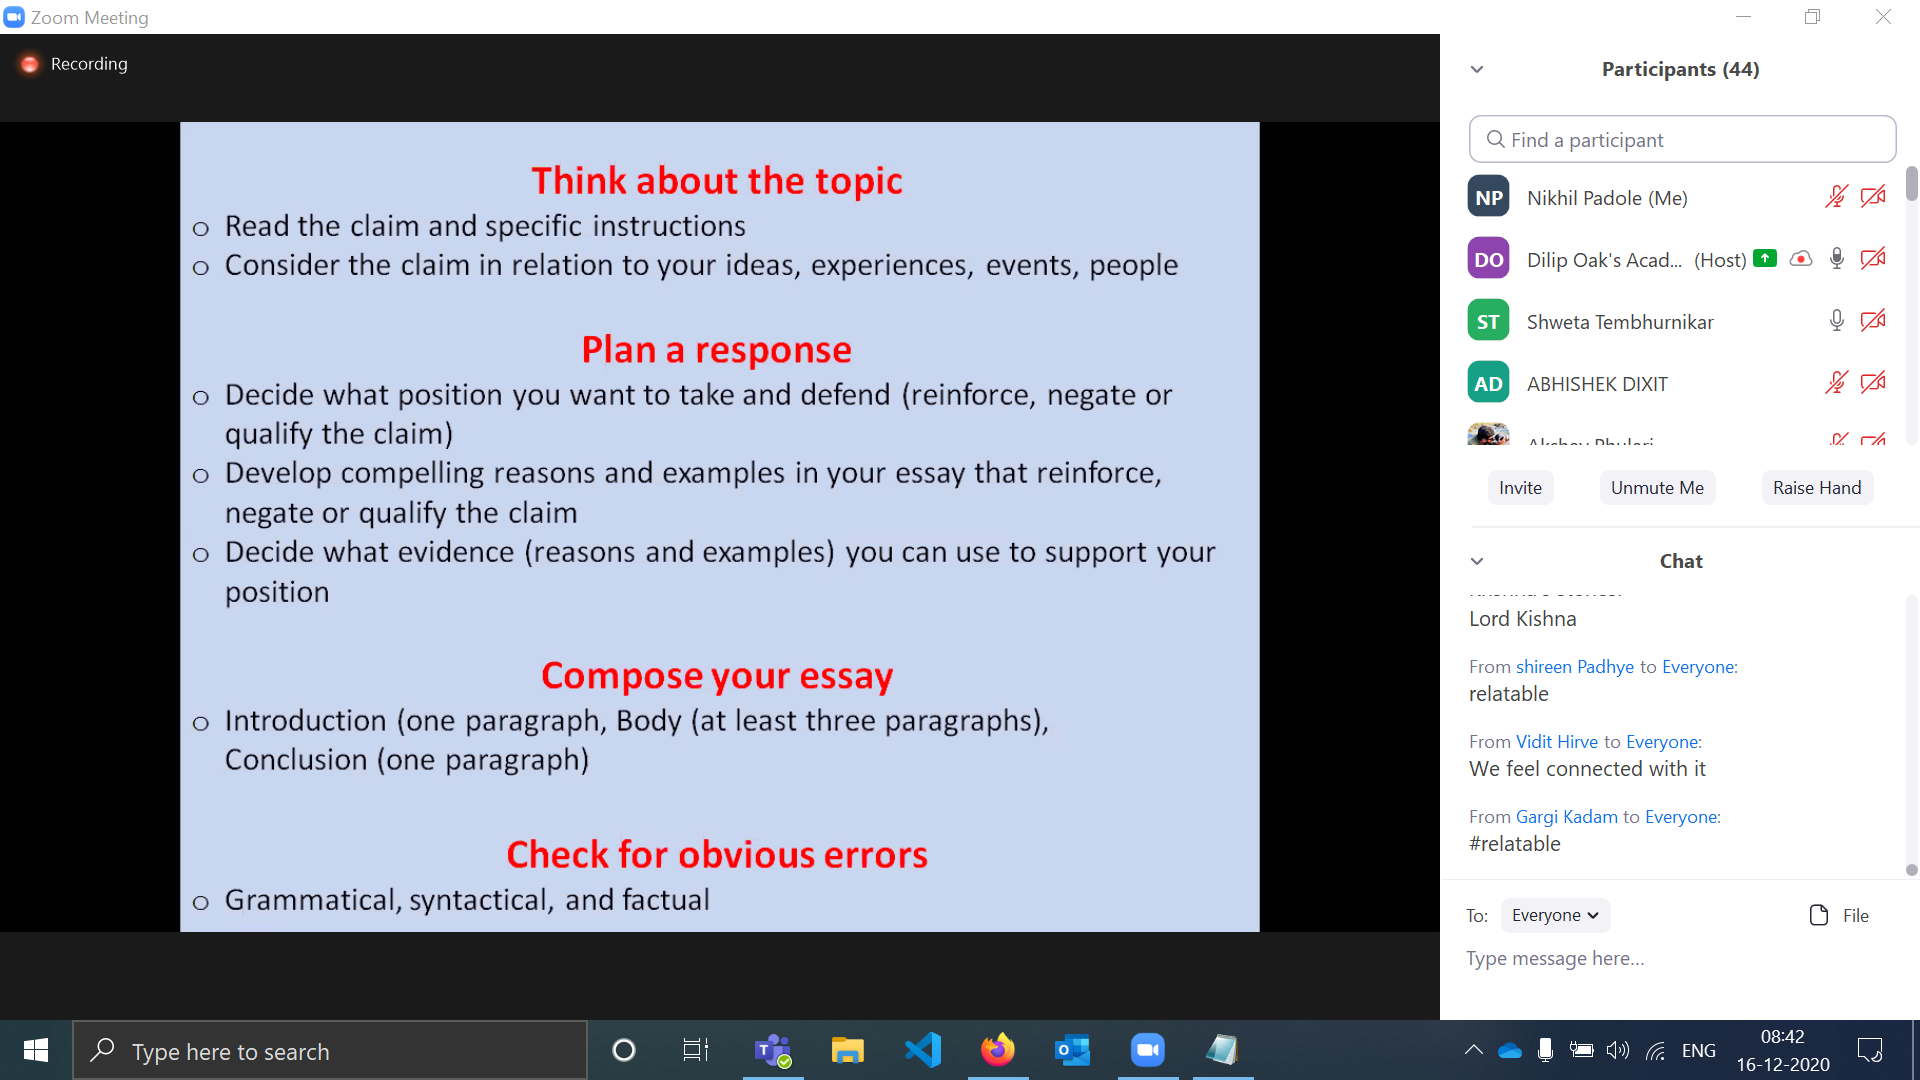 Zoom Meeting
Recording
Think about the topic
o Read the claim and specific instructions
o Consider the claim in relation to your ideas, experiences, events, people
Plan a response
o Decide what position you want to take and defend (reinforce, negate or
qualify the claim)
o Develop compelling reasons and examples in your essay that reinforce,
negate or qualify the claim
o Decide what evidence (reasons and examples) you can use to support your
position
Compose your essay
o Introduction (one paragraph, Body (at least three paragraphs),
Conclusion (one paragraph)
Check for obvious errors
o Grammatical, syntactical, and factual
Participants (44)
Find a participant
NP Nikhil Padole (Me)
DO Dilip Oak's Acad... (Host)
ST Shweta Tembhurnikar
AD ABHISHEK DIXIT
Invite Unmute Me Raise Hand
Chat
Lord Kishna
From shireen Padhye to Everyone:
relatable
From Vidit Hirve to Everyone:
We feel connected with it
From Gargi Kadam to Everyone:
#relatable
To: Everyone File
Type message here...
Type here to search
ENG
08:42
16-12-2020